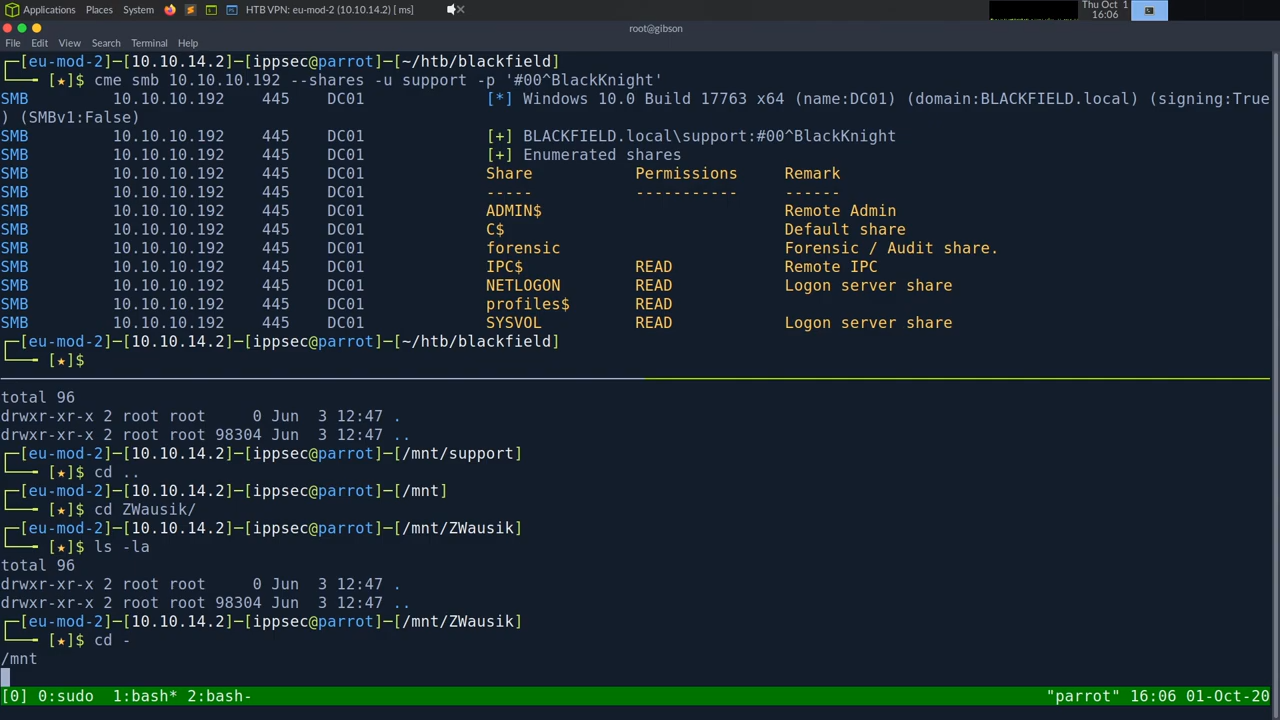 Applications Places System HTB VPN: eu-mod-2 (10.10.14.2) [ ms]
Thu Oct 1
16:06
root@gibson
File Edit View Search Terminal Help
┌─[eu-mod-2]─[10.10.14.2]─[ippsec@parrot]─[~/htb/blackfield]
└──╼ [★]$ cme smb 10.10.10.192 --shares -u support -p '#00^BlackKnight'
SMB 10.10.10.192 445 DC01 [*] Windows 10.0 Build 17763 x64 (name:DC01) (domain:BLACKFIELD.local) (signing:True
) (SMBv1:False)
SMB 10.10.10.192 445 DC01 [+] BLACKFIELD.local\support:#00^BlackKnight
SMB 10.10.10.192 445 DC01 [+] Enumerated shares
SMB 10.10.10.192 445 DC01 Share Permissions Remark
SMB 10.10.10.192 445 DC01 ----- ----------- ------
SMB 10.10.10.192 445 DC01 ADMIN$ Remote Admin
SMB 10.10.10.192 445 DC01 C$ Default share
SMB 10.10.10.192 445 DC01 forensic Forensic / Audit share.
SMB 10.10.10.192 445 DC01 IPC$ READ Remote IPC
SMB 10.10.10.192 445 DC01 NETLOGON READ Logon server share
SMB 10.10.10.192 445 DC01 profiles$ READ
SMB 10.10.10.192 445 DC01 SYSVOL READ Logon server share
┌─[eu-mod-2]─[10.10.14.2]─[ippsec@parrot]─[~/htb/blackfield]
└──╼ [★]$
total 96
drwxr-xr-x 2 root root 0 Jun 3 12:47 .
drwxr-xr-x 2 root root 98304 Jun 3 12:47 ..
┌─[eu-mod-2]─[10.10.14.2]─[ippsec@parrot]─[/mnt/support]
└──╼ [★]$ cd ..
┌─[eu-mod-2]─[10.10.14.2]─[ippsec@parrot]─[/mnt]
└──╼ [★]$ cd ZWausik/
┌─[eu-mod-2]─[10.10.14.2]─[ippsec@parrot]─[/mnt/ZWausik]
└──╼ [★]$ ls -la
total 96
drwxr-xr-x 2 root root 0 Jun 3 12:47 .
drwxr-xr-x 2 root root 98304 Jun 3 12:47 ..
┌─[eu-mod-2]─[10.10.14.2]─[ippsec@parrot]─[/mnt/ZWausik]
└──╼ [★]$ cd -
/mnt
[0] 0:sudo 1:bash* 2:bash- "parrot" 16:06 01-Oct-20